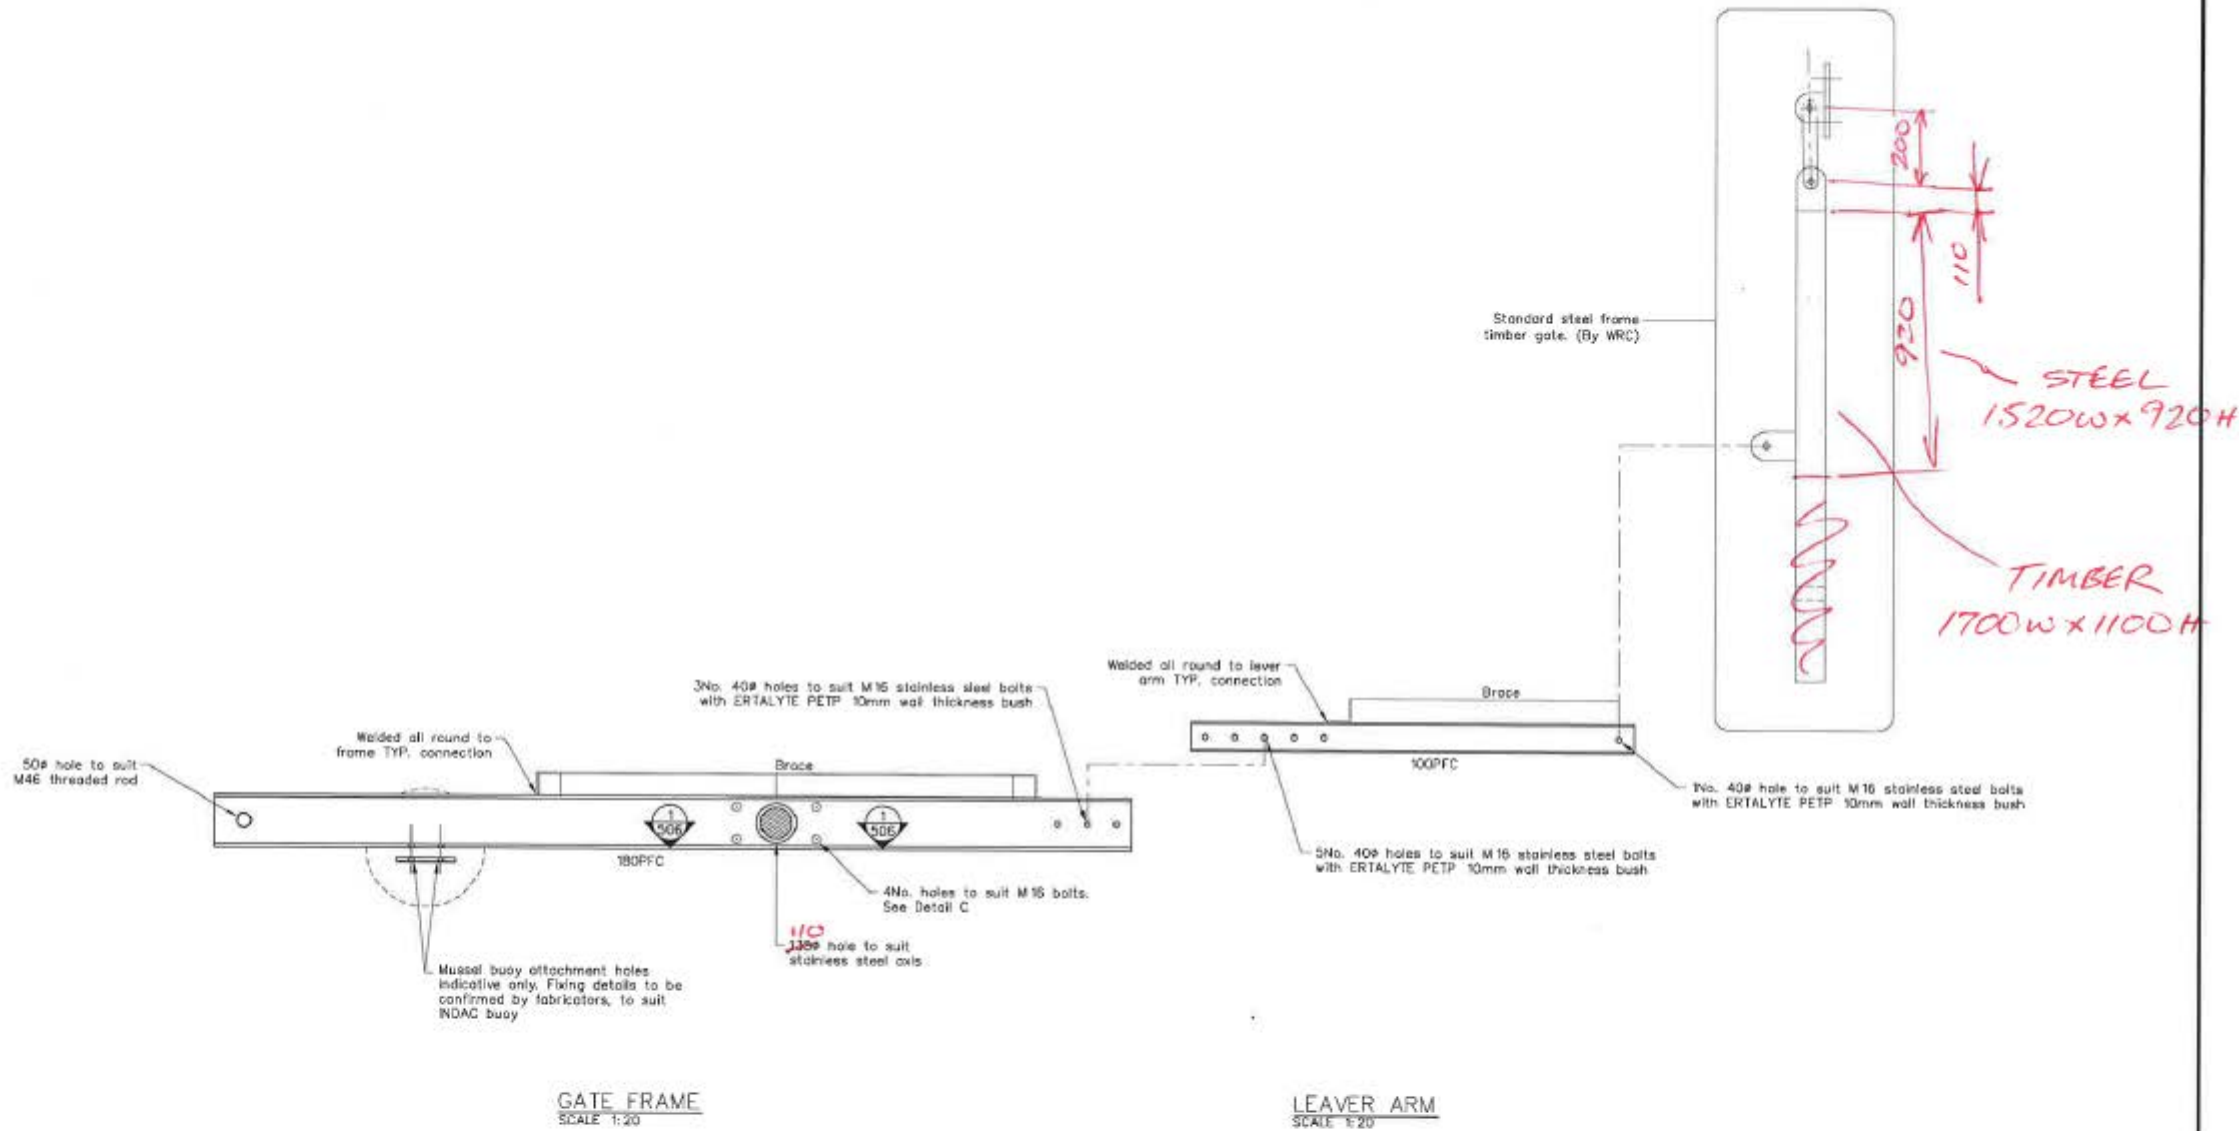 200
110
920
Standard steel frame
timber gate. (By WRC)
STEEL
1520W x 920H
TIMBER
1700W x 1100H
Welded all round to lever
arm TYP. connection
Brace
3No. 40ø holes to suit M16 stainless steel bolts
with ERTALYTE PETP 10mm wall thickness bush
Welded all round to
frame TYP. connection
50ø hole to suit
M46 threaded rod
Brace
100PFC
1No. 40ø hole to suit M16 stainless steel bolts
with ERTALYTE PETP 10mm wall thickness bush
1
506
1
506
180PFC
5No. 40ø holes to suit M16 stainless steel bolts
with ERTALYTE PETP 10mm wall thickness bush
4No. holes to suit M16 bolts.
See Detail C
110
hole to suit
stainless steel axis
Mussel buoy attachment holes
indicative only. Fixing details to be
confirmed by fabricators, to suit
INDAC buoy
GATE FRAME
SCALE 1:20
LEAVER ARM
SCALE 1:20